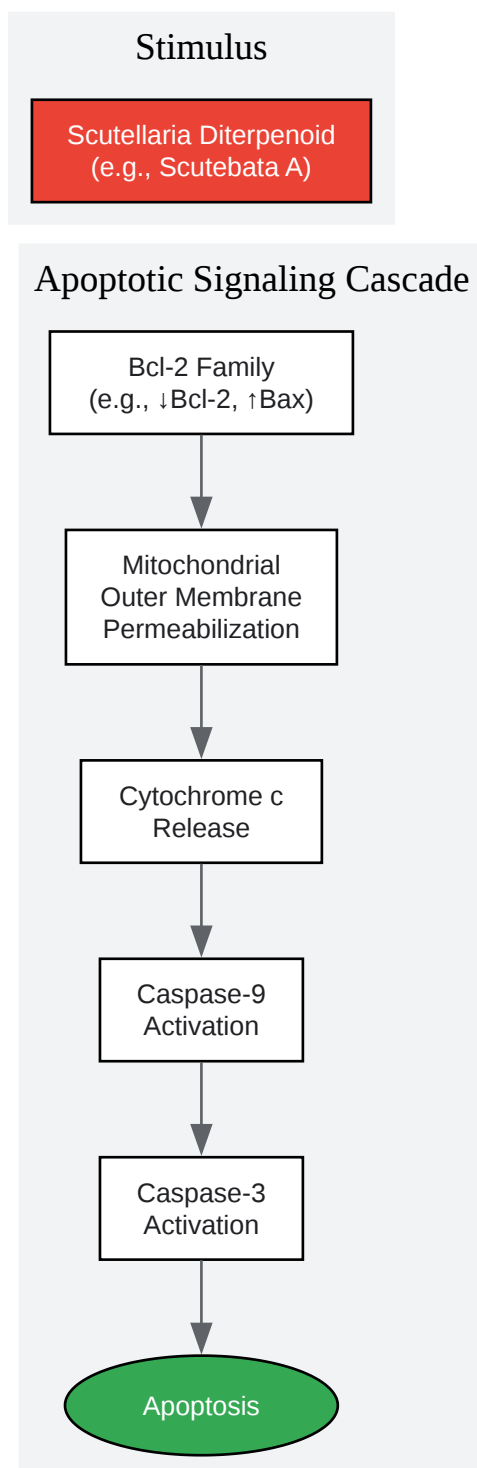 Stimulus
Scutellaria Diterpenoid
(e.g., Scutebata A)
Apoptotic Signaling Cascade
Bcl-2 Family
(e.g., ↓Bcl-2, ↑Bax)
Mitochondrial
Outer Membrane
Permeabilization
Cytochrome c
Release
Caspase-9
Activation
Caspase-3
Activation
Apoptosis